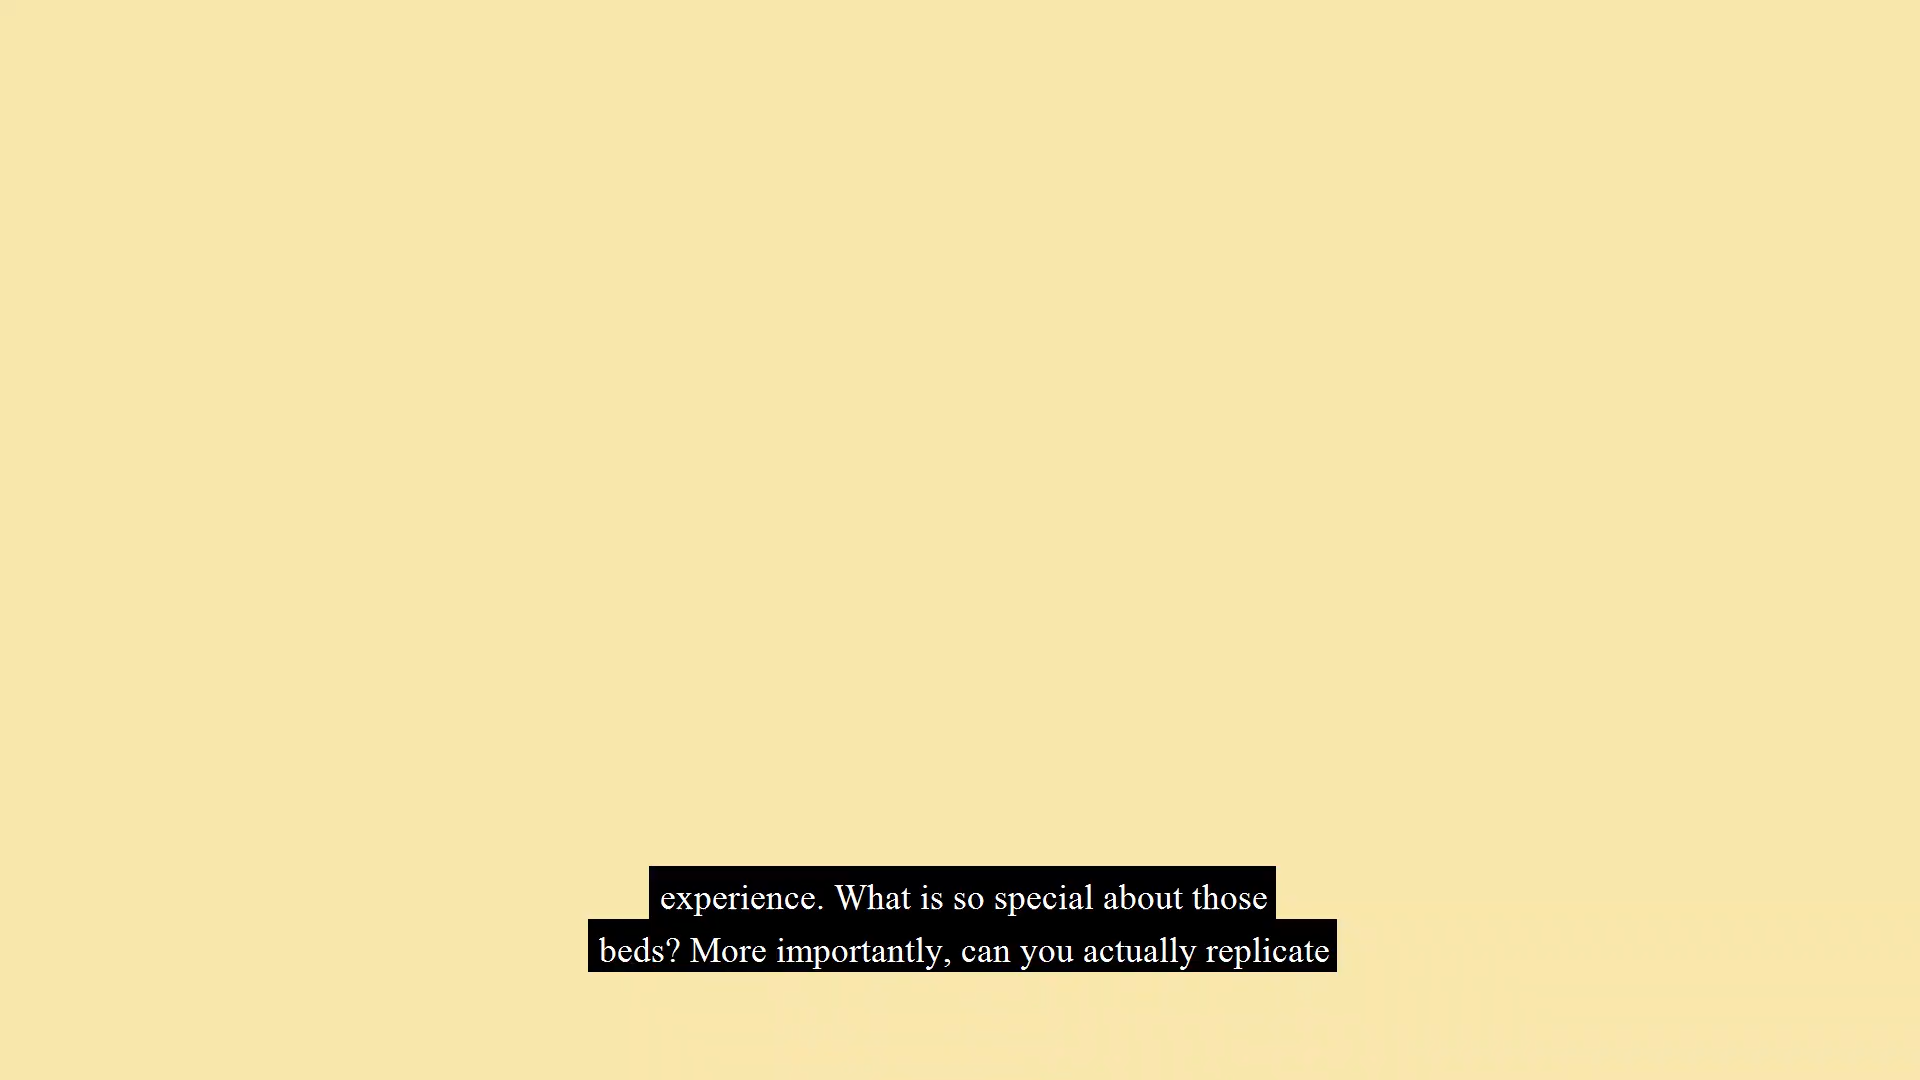 experience. What is so special about those
beds? More importantly, can you actually replicate